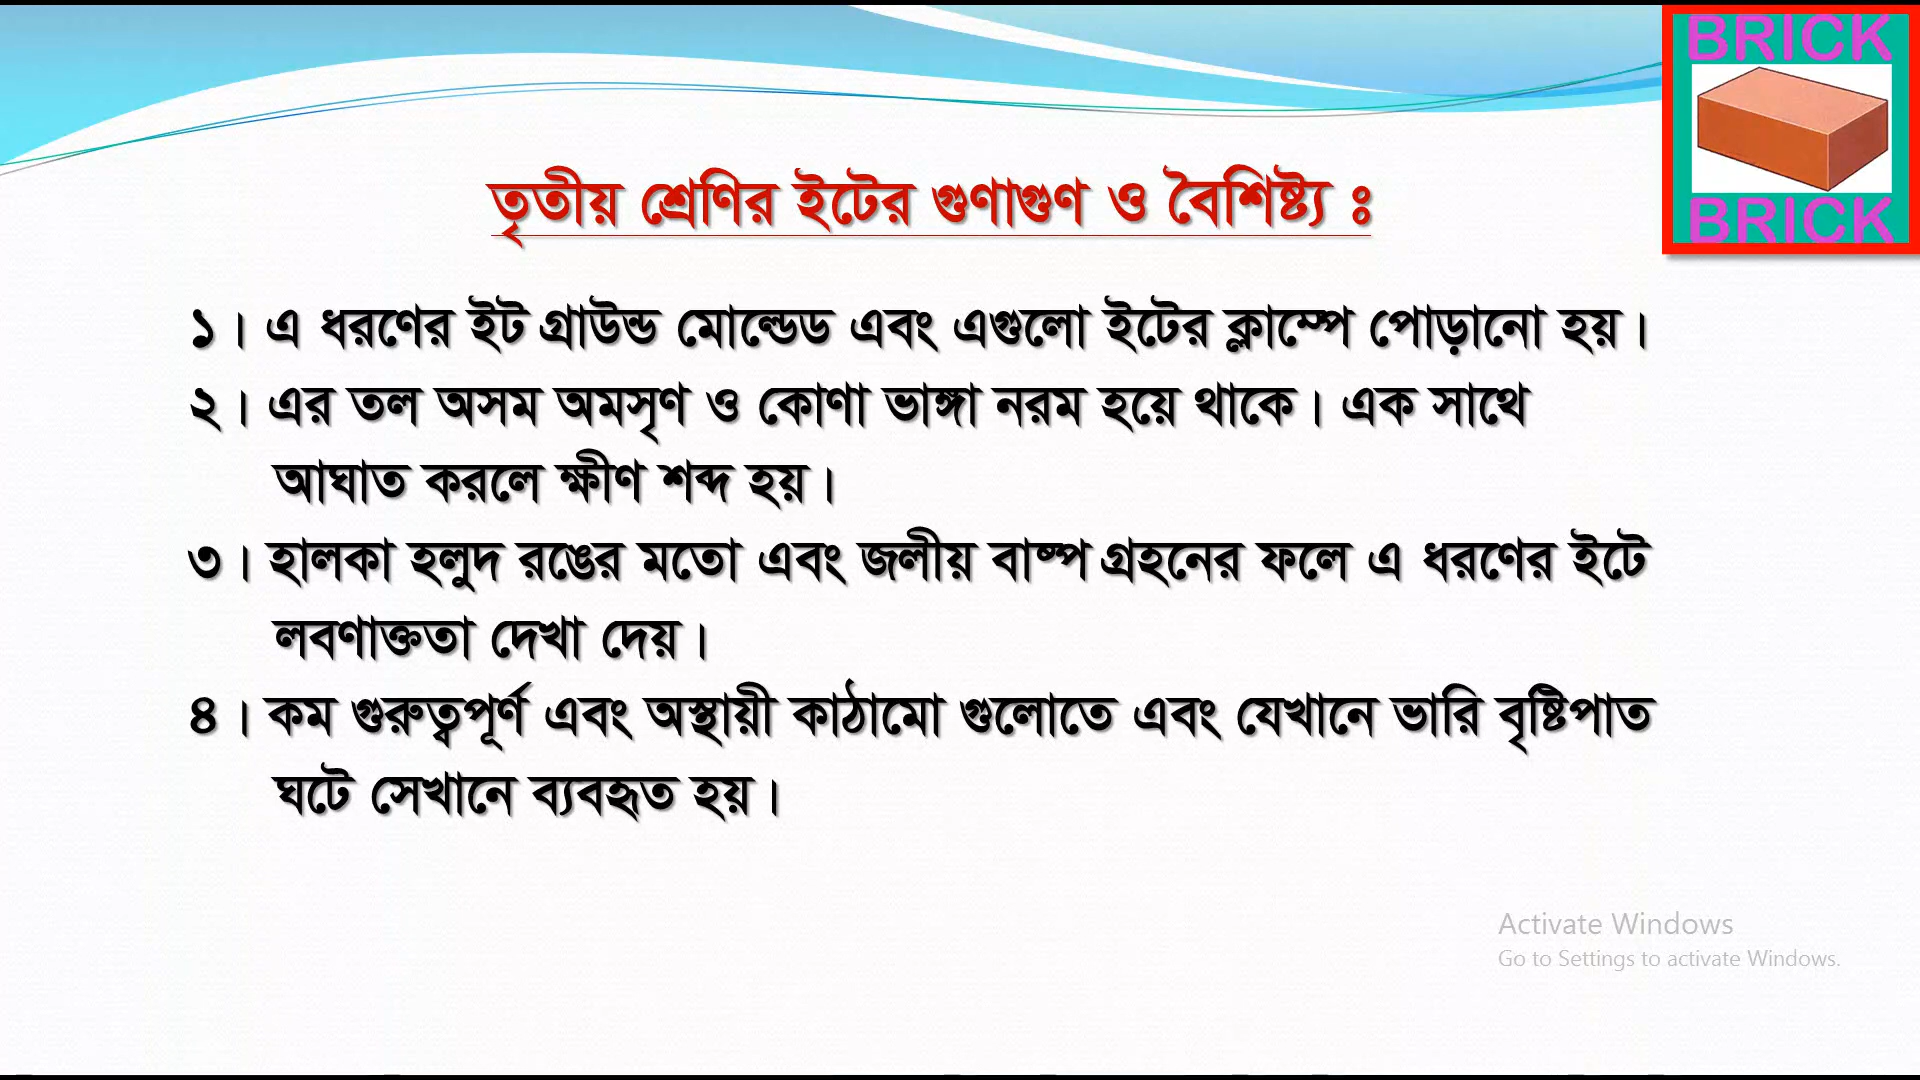 BRICK
BRICK
তৃতীয় শ্রেণির ইটের গুণাগুণ ও বৈশিষ্ট্য ঃ
১। এ ধরণের ইট গ্রাউন্ড মোল্ডেড এবং এগুলো ইটের ক্লাম্পে পোড়ানো হয়।
২। এর তল অসম অমসৃণ ও কোণা ভাঙ্গা নরম হয়ে থাকে। এক সাথে
আঘাত করলে ক্ষীণ শব্দ হয়।
৩। হালকা হলুদ রঙের মতো এবং জলীয় বাষ্প গ্রহনের ফলে এ ধরণের ইটে
লবণাক্ততা দেখা দেয়।
৪। কম গুরুত্বপূর্ণ এবং অস্থায়ী কাঠামো গুলোতে এবং যেখানে ভারি বৃষ্টিপাত
ঘটে সেখানে ব্যবহৃত হয়।
Activate Windows
Go to Settings to activate Windows.